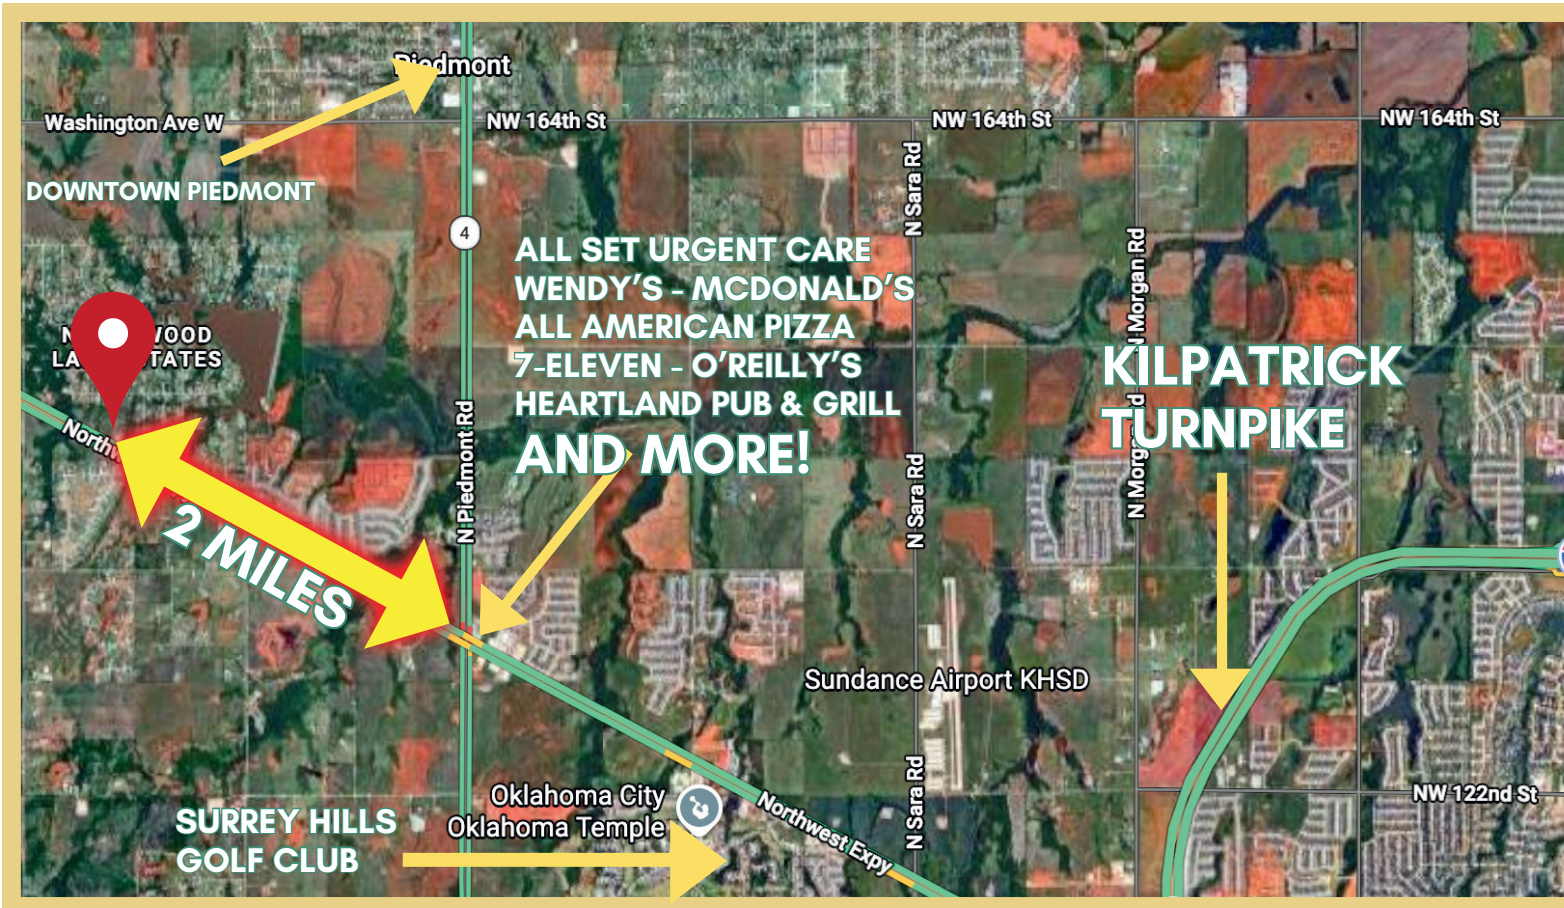 Piedmont
Washington Ave W
NW 164th St
NW 164th St
NW 164th St
DOWNTOWN PIEDMONT
N Sara Rd
4
ALL SET URGENT CARE
WENDY'S - MCDONALD'S
ALL AMERICAN PIZZA
7-ELEVEN - O'REILLY'S
HEARTLAND PUB & GRILL
AND MORE!
N Morgan Rd
KILPATRICK
TURNPIKE
N Piedmont Rd
N Sara Rd
2 MILES
Sundance Airport KHSD
Oklahoma City
Oklahoma Temple
SURREY HILLS
GOLF CLUB
Northwest Expy
N Sara Rd
NW 122nd St